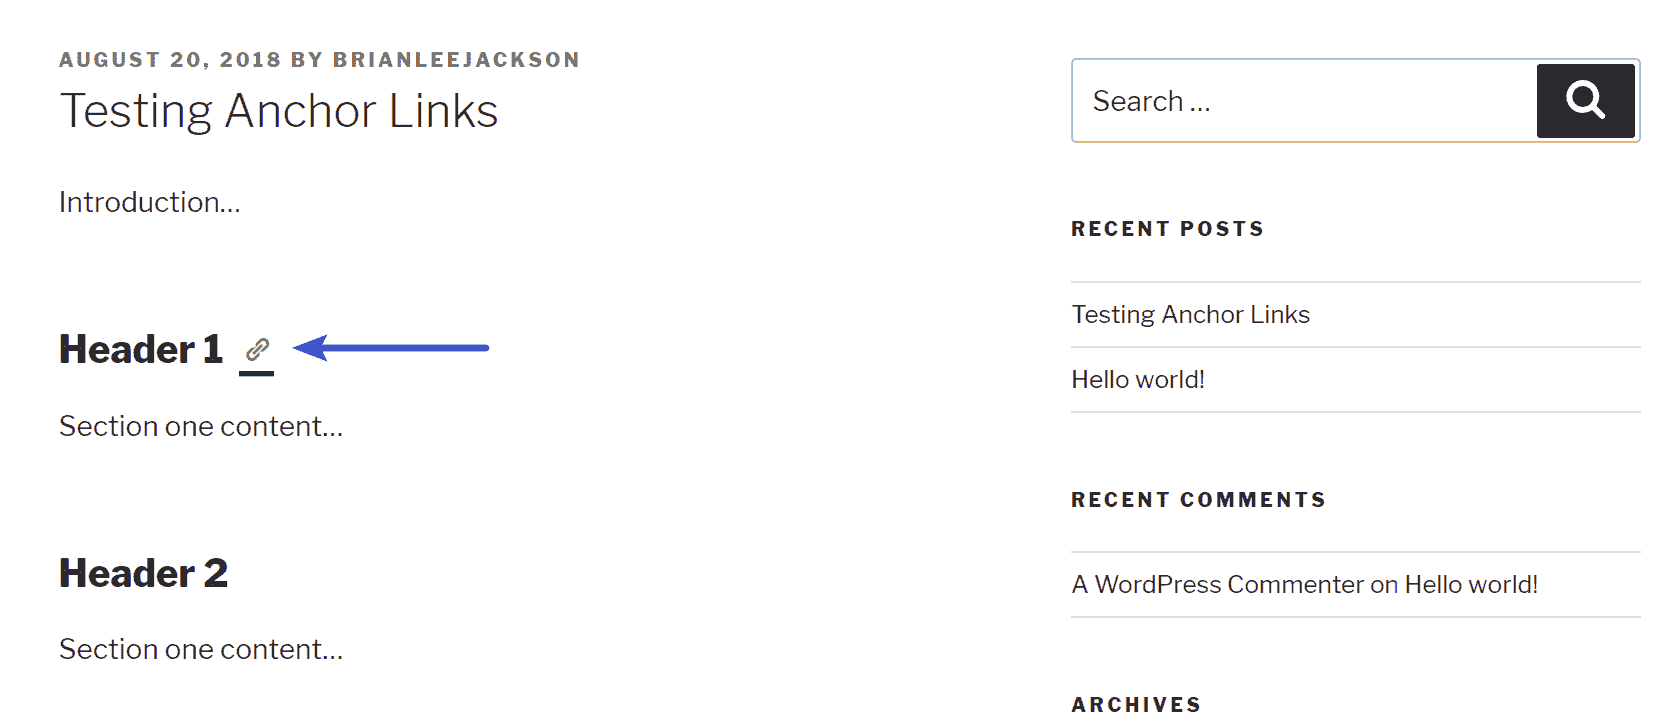 AUGUST 20, 2018 BY BRIANLEEJACKSON
Testing Anchor Links
Introduction...
Header 1
Section one content...
Header 2
Section one content...
Search ...
RECENT POSTS
Testing Anchor Links
Hello world!
RECENT COMMENTS
A WordPress Commenter on Hello world!
ARCHIVES